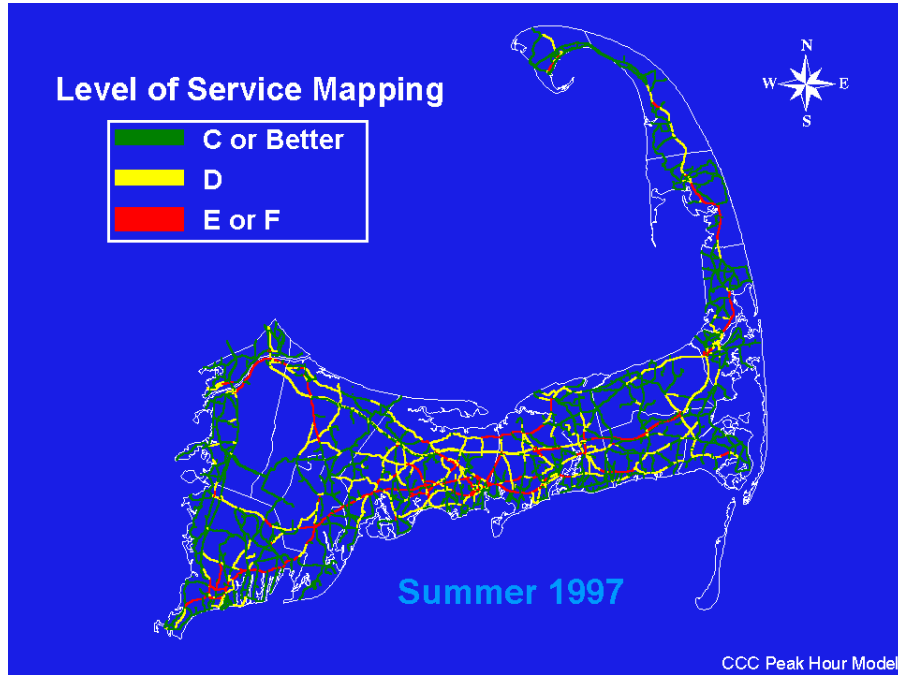 Level of Service Mapping
C or Better
D
E or F
N
W E
S
Summer 1997
CCC Peak Hour Model